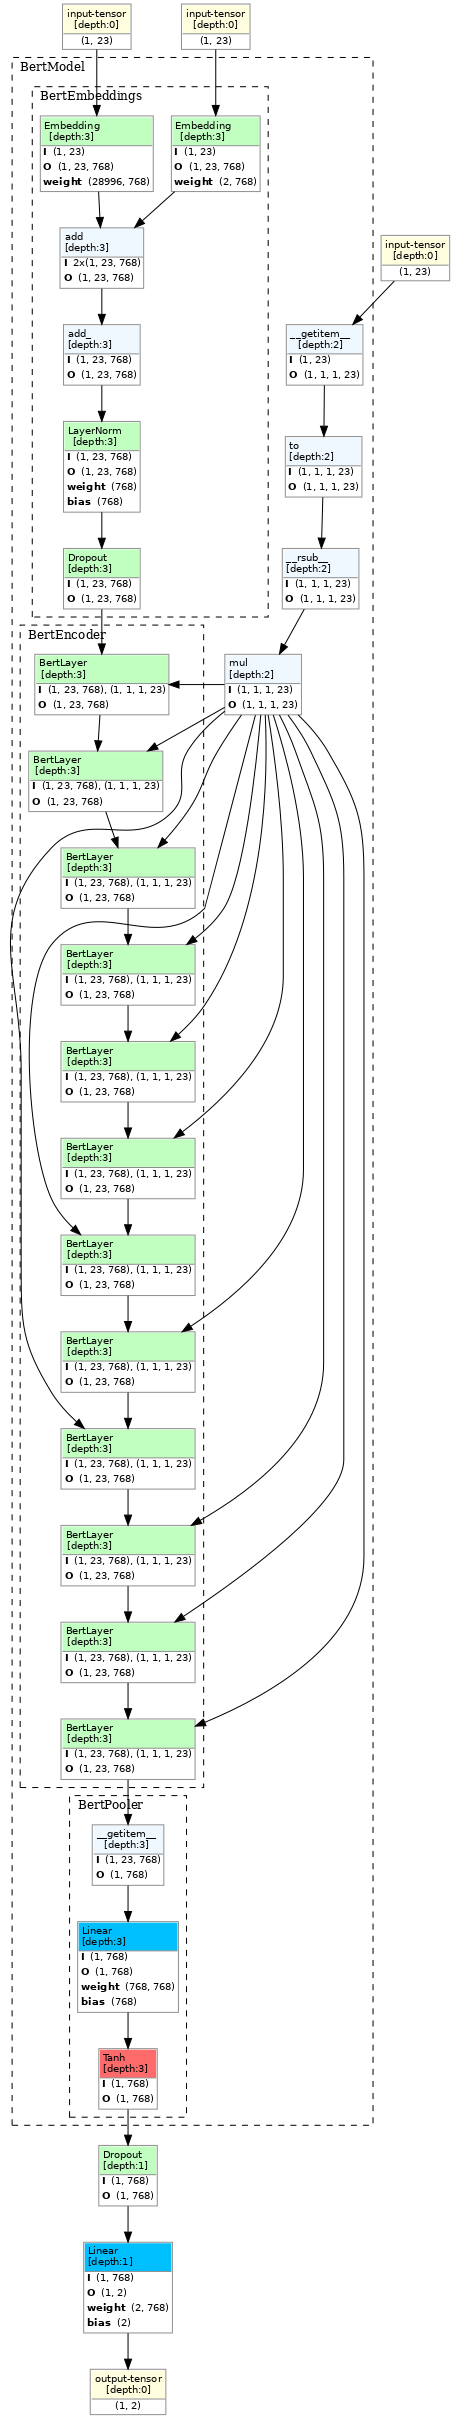 input-tensor
[depth:0]
(1, 23)
input-tensor
[depth:0]
(1, 23)
BertModel
BertEmbeddings
Embedding
[depth:3]
I (1, 23)
O (1, 23, 768)
weight (28996, 768)
Embedding
[depth:3]
I (1, 23)
O (1, 23, 768)
weight (2, 768)
add
[depth:3]
I 2x(1, 23, 768)
O (1, 23, 768)
input-tensor
[depth:0]
(1, 23)
add_
[depth:3]
I (1, 23, 768)
O (1, 23, 768)
__getitem__
[depth:2]
I (1, 23)
O (1, 1, 1, 23)
LayerNorm
[depth:3]
I (1, 23, 768)
O (1, 23, 768)
weight (768)
bias (768)
to
[depth:2]
I (1, 1, 1, 23)
O (1, 1, 1, 23)
Dropout
[depth:3]
I (1, 23, 768)
O (1, 23, 768)
__rsub__
[depth:2]
I (1, 1, 1, 23)
O (1, 1, 1, 23)
BertEncoder
BertLayer
[depth:3]
I (1, 23, 768), (1, 1, 1, 23)
O (1, 23, 768)
mul
[depth:2]
I (1, 1, 1, 23)
O (1, 1, 1, 23)
BertLayer
[depth:3]
I (1, 23, 768), (1, 1, 1, 23)
O (1, 23, 768)
BertLayer
[depth:3]
I (1, 23, 768), (1, 1, 1, 23)
O (1, 23, 768)
BertLayer
[depth:3]
I (1, 23, 768), (1, 1, 1, 23)
O (1, 23, 768)
BertLayer
[depth:3]
I (1, 23, 768), (1, 1, 1, 23)
O (1, 23, 768)
BertLayer
[depth:3]
I (1, 23, 768), (1, 1, 1, 23)
O (1, 23, 768)
BertLayer
[depth:3]
I (1, 23, 768), (1, 1, 1, 23)
O (1, 23, 768)
BertLayer
[depth:3]
I (1, 23, 768), (1, 1, 1, 23)
O (1, 23, 768)
BertLayer
[depth:3]
I (1, 23, 768), (1, 1, 1, 23)
O (1, 23, 768)
BertLayer
[depth:3]
I (1, 23, 768), (1, 1, 1, 23)
O (1, 23, 768)
BertLayer
[depth:3]
I (1, 23, 768), (1, 1, 1, 23)
O (1, 23, 768)
BertLayer
[depth:3]
I (1, 23, 768), (1, 1, 1, 23)
O (1, 23, 768)
BertPooler
__getitem__
[depth:3]
I (1, 23, 768)
O (1, 768)
Linear
[depth:3]
I (1, 768)
O (1, 768)
weight (768, 768)
bias (768)
Tanh
[depth:3]
I (1, 768)
O (1, 768)
Dropout
[depth:1]
I (1, 768)
O (1, 768)
Linear
[depth:1]
I (1, 768)
O (1, 2)
weight (2, 768)
bias (2)
output-tensor
[depth:0]
(1, 2)